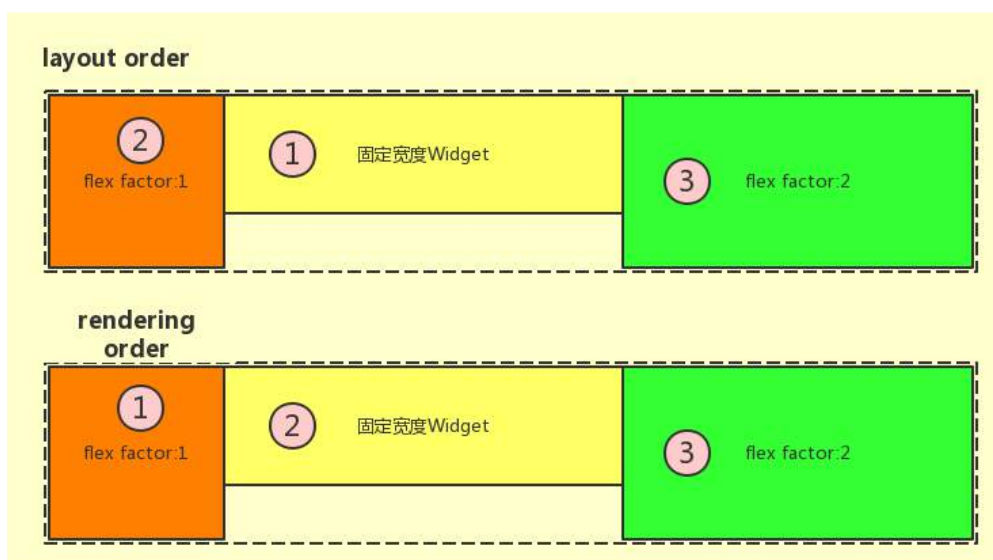 layout order
2
flex factor:1
1
固定宽度Widget
3
flex factor:2
rendering
order
1
flex factor:1
2
固定宽度Widget
3
flex factor:2